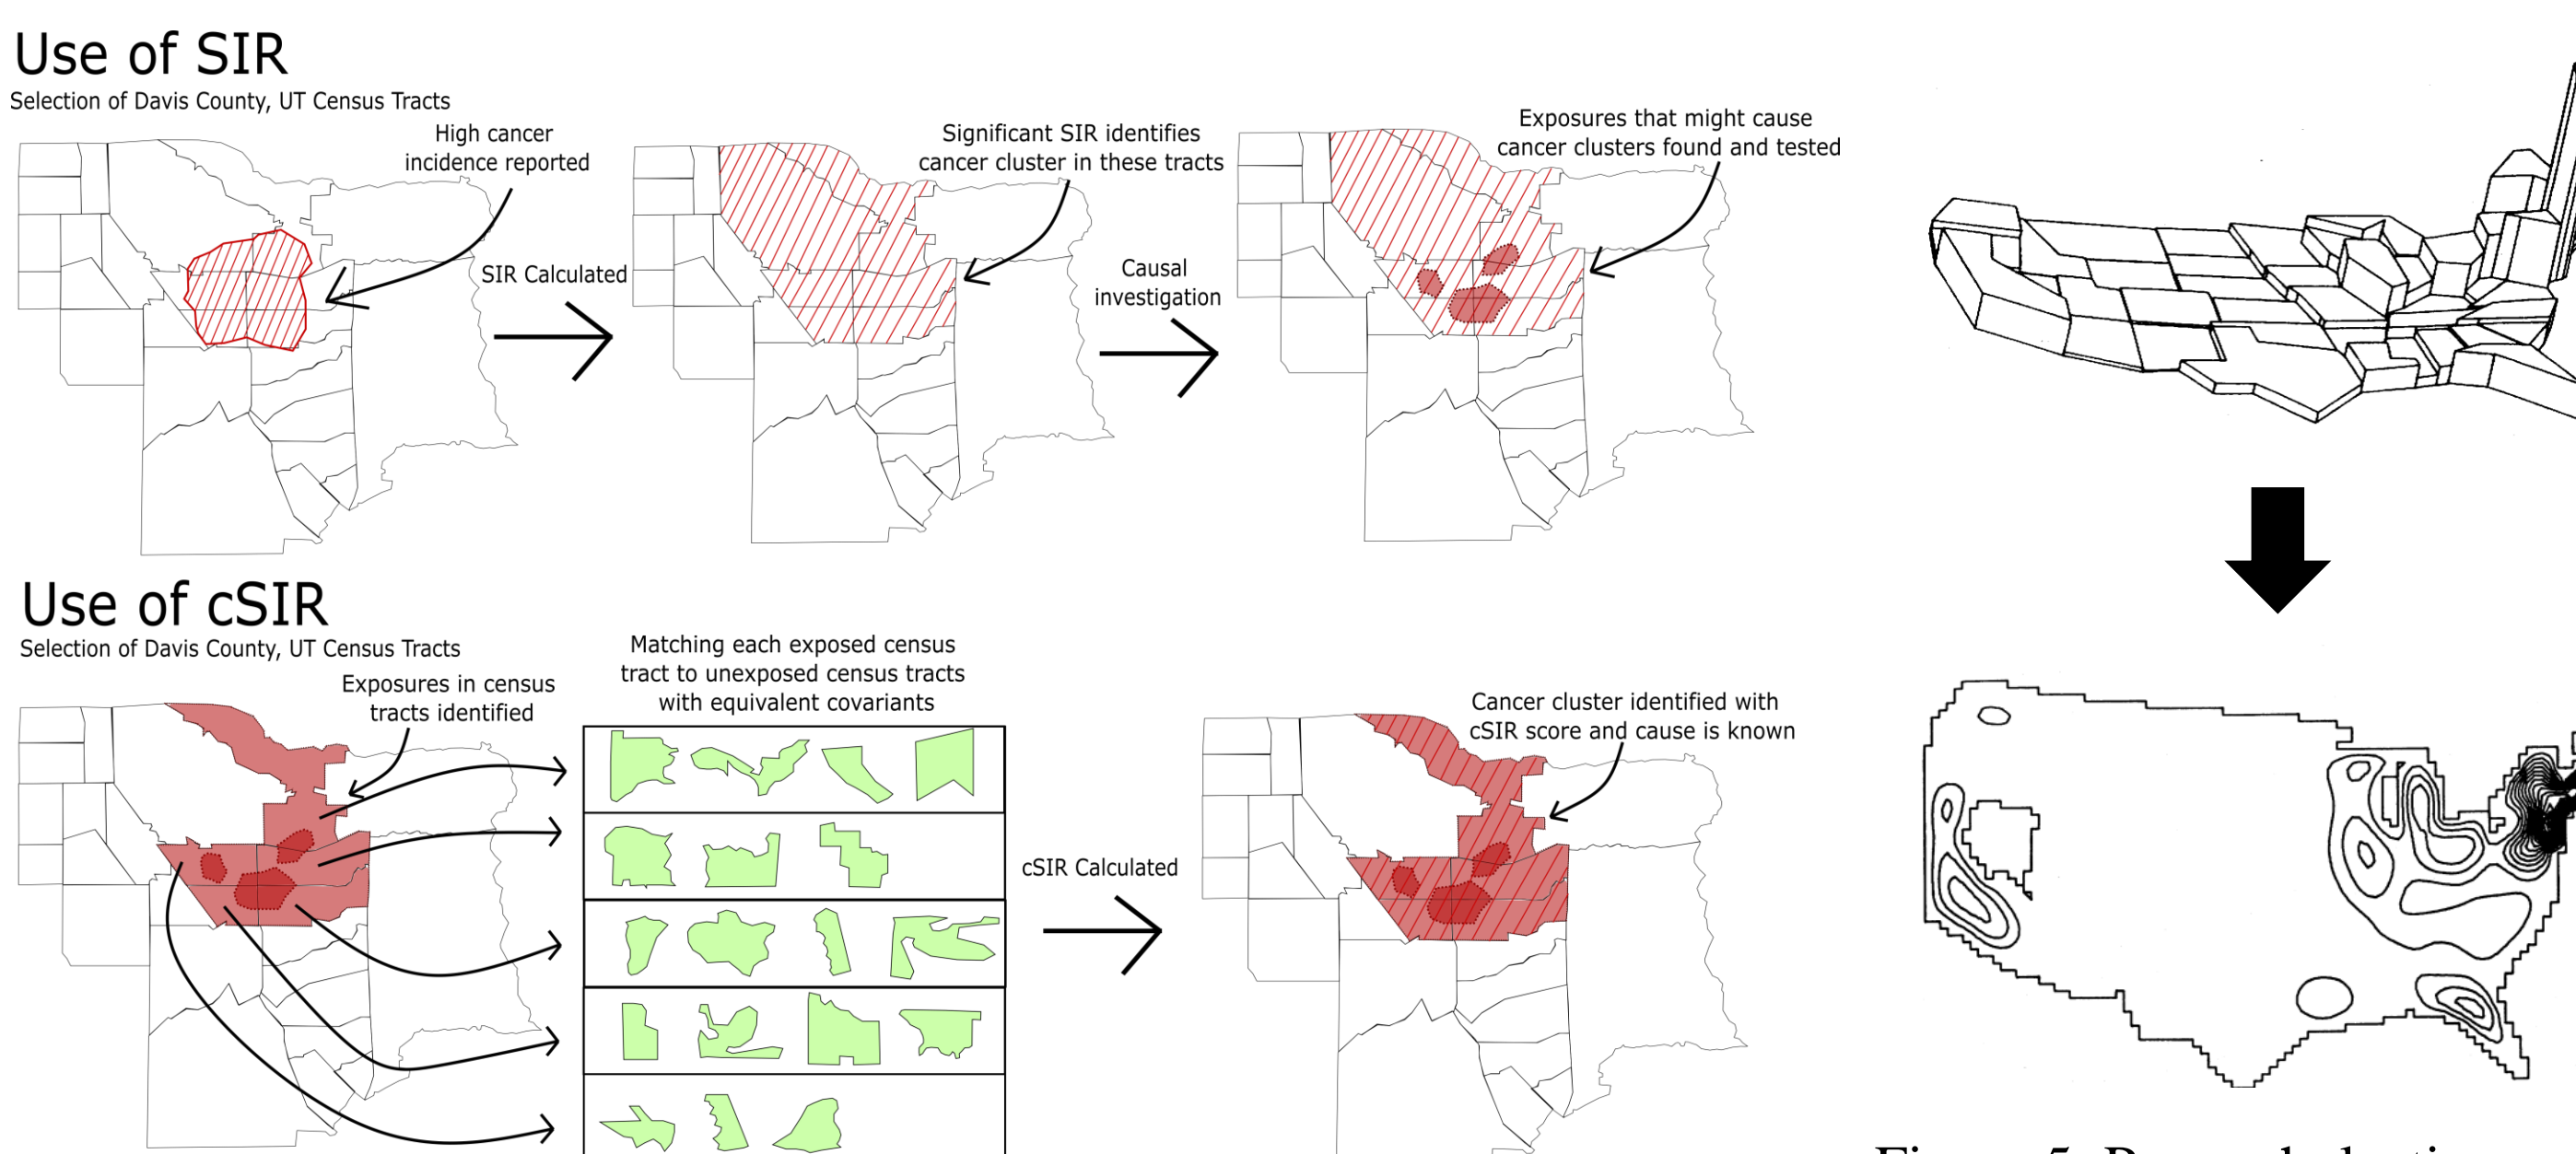 Use of SIR
Selection of Davis County, UT Census Tracts
High cancer
incidence reported
SIR Calculated
Significant SIR identifies
cancer cluster in these tracts
Causal
investigation
Exposures that might cause
cancer clusters found and tested
Use of cSIR
Selection of Davis County, UT Census Tracts
Exposures in census
tracts identified
Matching each exposed census
tract to unexposed census tracts
with equivalent covariants
cSIR Calculated
Cancer cluster identified with
cSIR score and cause is known